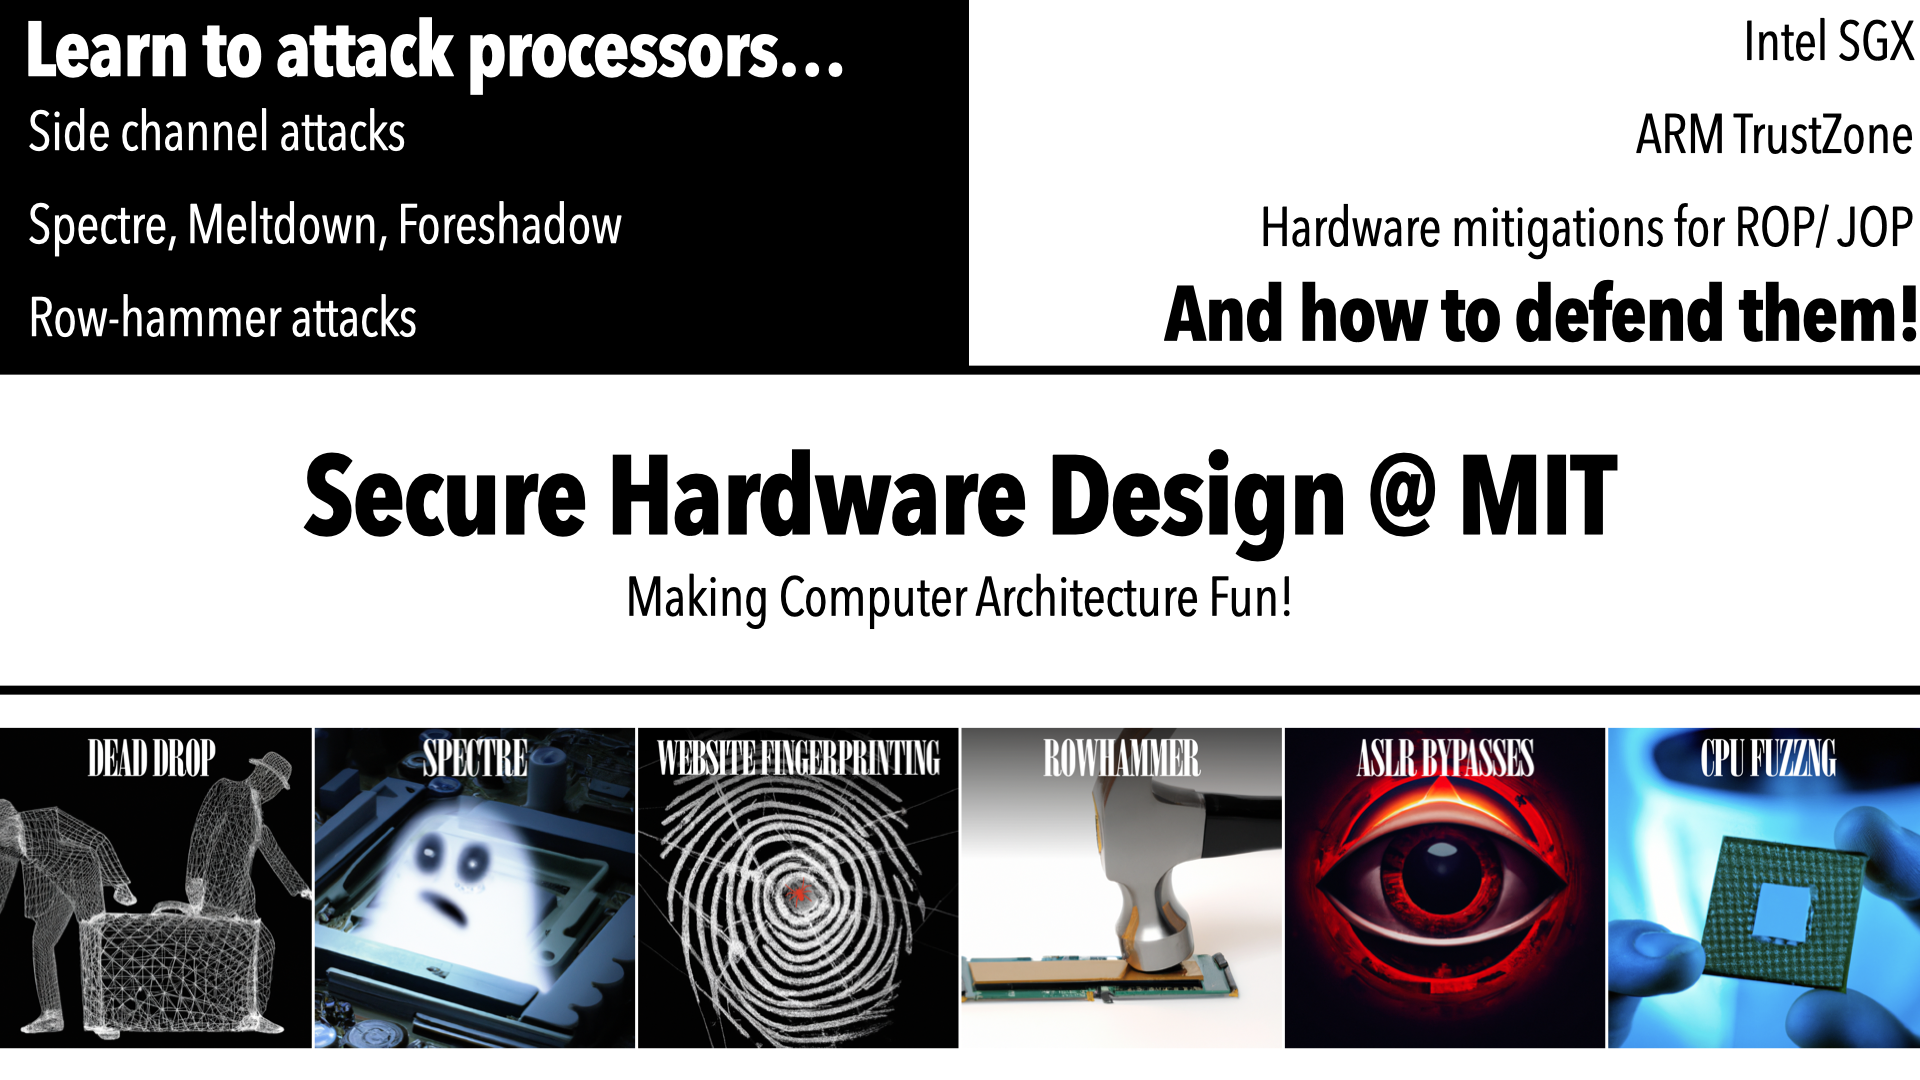 Learn to attack processors...
Side channel attacks
Spectre, Meltdown, Foreshadow
Row-hammer attacks
Intel SGX
ARM TrustZone
Hardware mitigations for ROP/ JOP
And how to defend them!
Secure Hardware Design @ MIT
Making Computer Architecture Fun!
DEAD DROP
SPECTRE
WEBSITE FINGERPRINTING
ROWHAMMER
ASLR BYPASSES
CPU FUZZNG